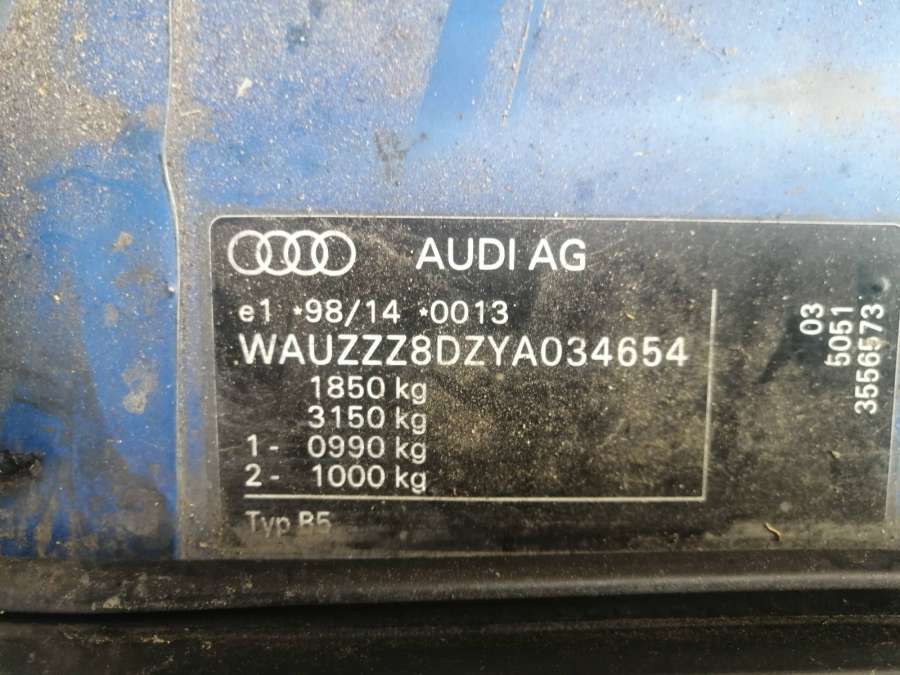 AUDI AG
e1 *98/14 *0013
WAUZZZ8DZYA034654
1850 kg
3150 kg
1 - 0990 kg
2 - 1000 kg
Typ B5
03
5051
3556573